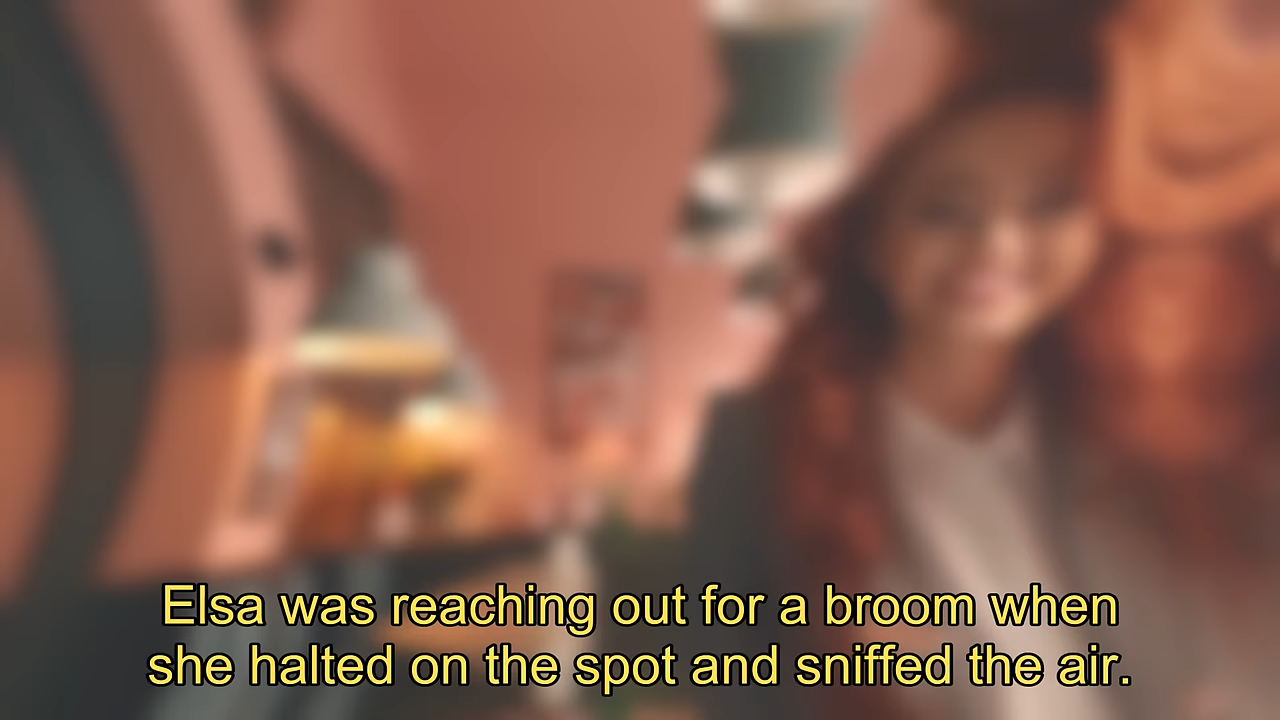 Elsa was reaching out for a broom when
she halted on the spot and sniffed the air.